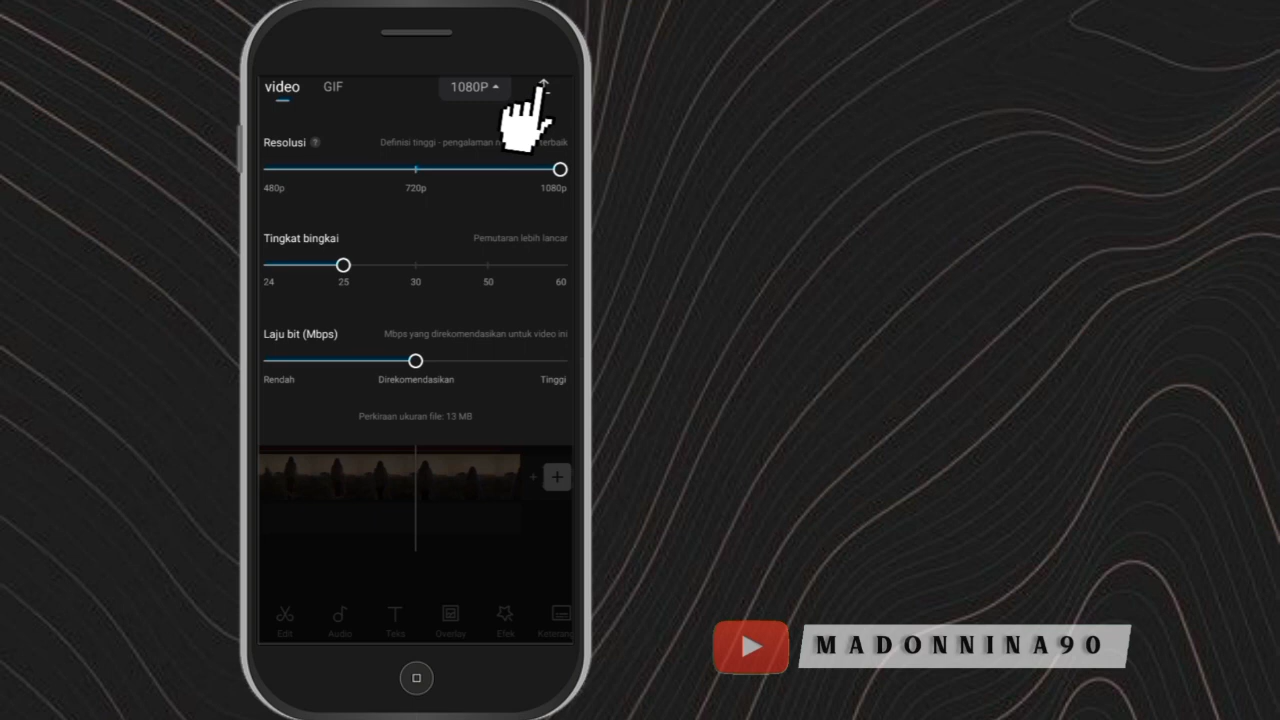 video GIF 1080P
Resolusi ? Definisi tinggi - pengalaman terbaik
480p 720p 1080p
Tingkat bingkai Pemutaran lebih lancar
24 25 30 50 60
Laju bit (Mbps) Mbps yang direkomendasikan untuk video ini
Rendah Direkomendasikan Tinggi
Perkiraan ukuran file: 13 MB
Edit Audio Teks Overlay Efek Keterang
MADONNINA90